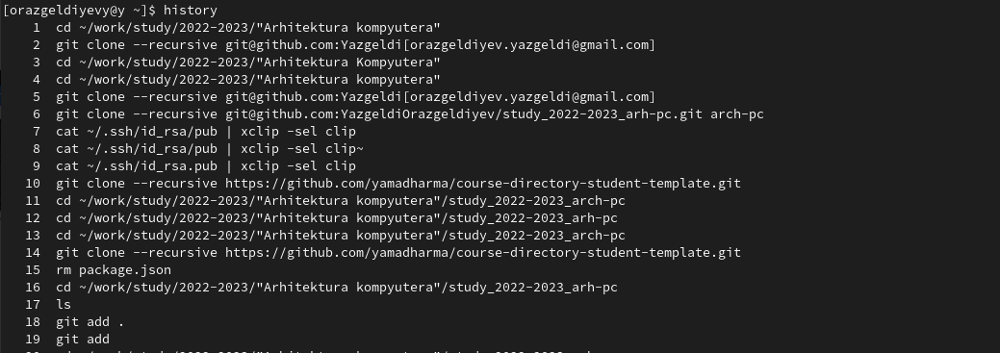 [orazgeldiyevy@y ~]$ history
1 cd ~/work/study/2022-2023/"Arhitektura kompyutera"
2 git clone --recursive git@github.com:Yazgeldi[orazgeldiyev.yazgeldi@gmail.com]
3 cd ~/work/study/2022-2023/"Arhitektura Kompyutera"
4 cd ~/work/study/2022-2023/"Arhitektura kompyutera"
5 git clone --recursive git@github.com:Yazgeldi[orazgeldiyev.yazgeldi@gmail.com]
6 git clone --recursive git@github.com:YazgeldiOrazgeldiyev/study_2022-2023_arh-pc.git arch-pc
7 cat ~/.ssh/id_rsa/pub | xclip -sel clip
8 cat ~/.ssh/id_rsa/pub | xclip -sel clip~
9 cat ~/.ssh/id_rsa.pub | xclip -sel clip
10 git clone --recursive https://github.com/yamadharma/course-directory-student-template.git
11 cd ~/work/study/2022-2023/"Arhitektura kompyutera"/study_2022-2023_arch-pc
12 cd ~/work/study/2022-2023/"Arhitektura kompyutera"/study_2022-2023_arh-pc
13 cd ~/work/study/2022-2023/"Arhitektura kompyutera"/study_2022-2023_arch-pc
14 git clone --recursive https://github.com/yamadharma/course-directory-student-template.git
15 rm package.json
16 cd ~/work/study/2022-2023/"Arhitektura kompyutera"/study_2022-2023_arh-pc
17 ls
18 git add .
19 git add